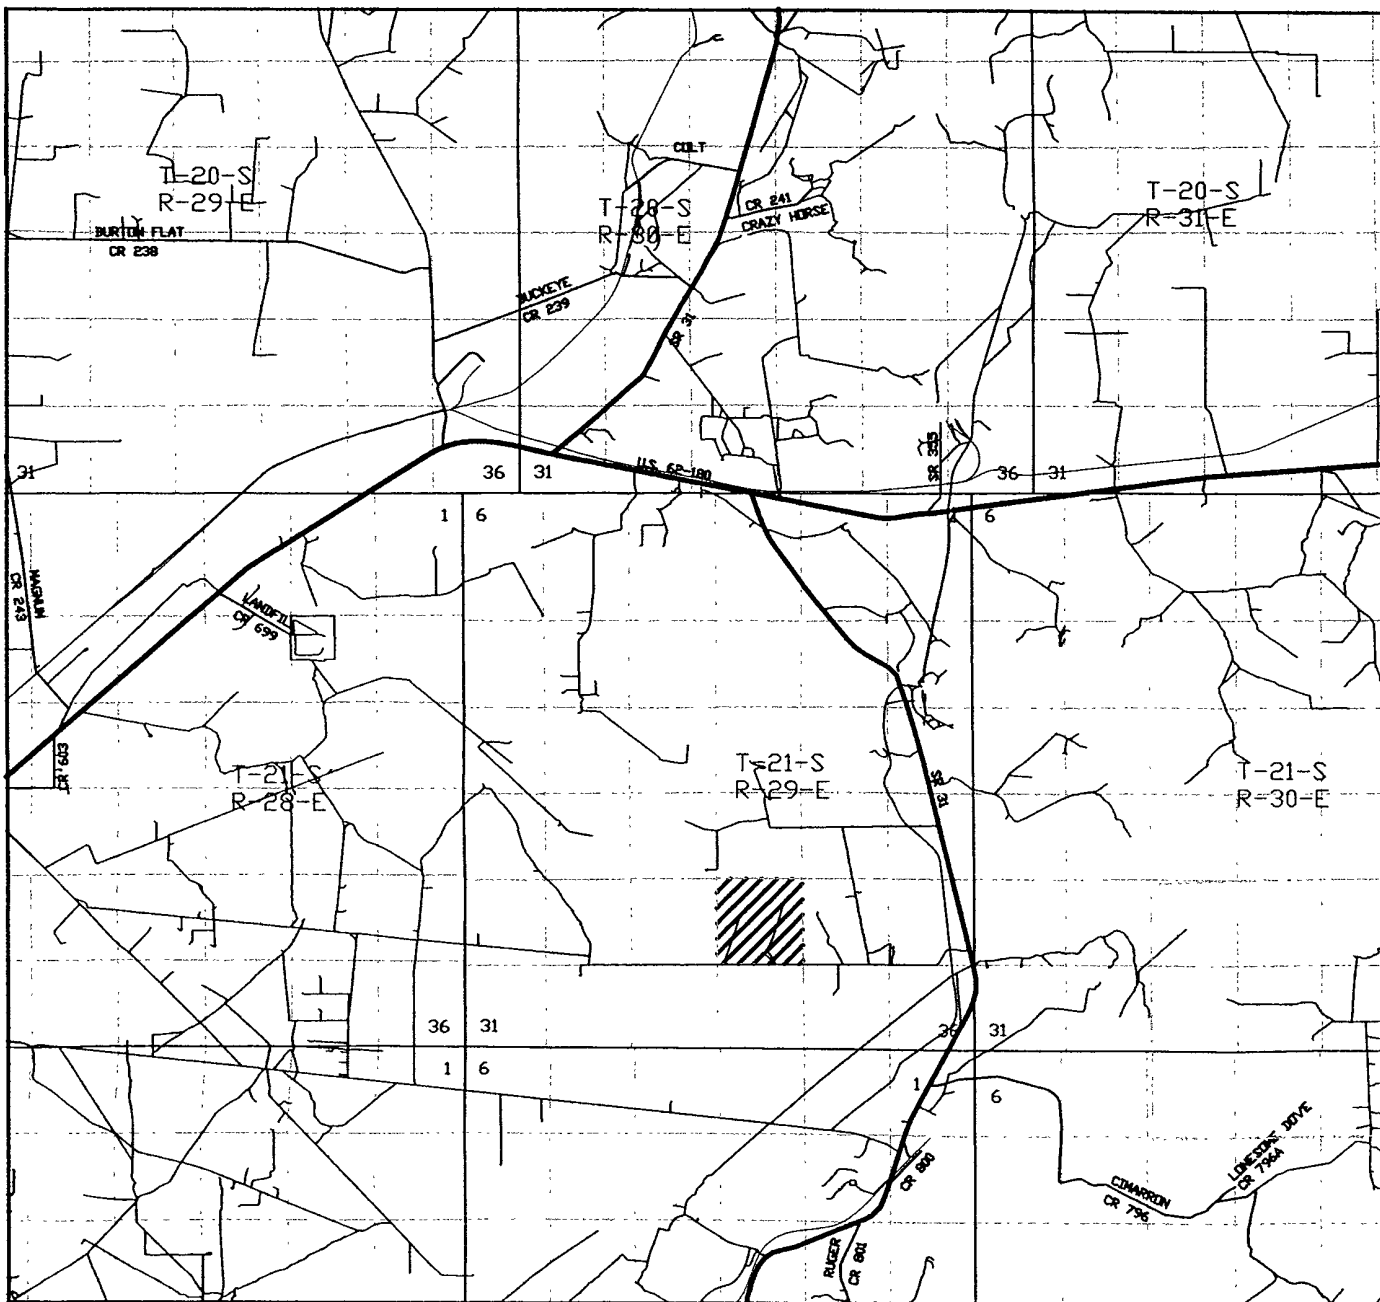 COLT
T-20-S
R-29-E
T-20-S
R-30-E
CR 241
CRAZY HORSE
T-20-S
R-31-E
BURTON FLAT
CR 238
BUCKEYE
CR 239
SR 31
SR 355
31
36
31
U.S. 62-180
36
31
1
6
1
6
MAGNUM
CR 243
LANDFILL
CR 699
CR 603
T-21-S
R-28-E
T-21-S
R-29-E
SR 31
T-21-S
R-30-E
36
31
36
31
1
6
1
6
CR 800
CIMARRON
CR 796
LONESOME DOVE
CR 796A
RUGER
CR 801